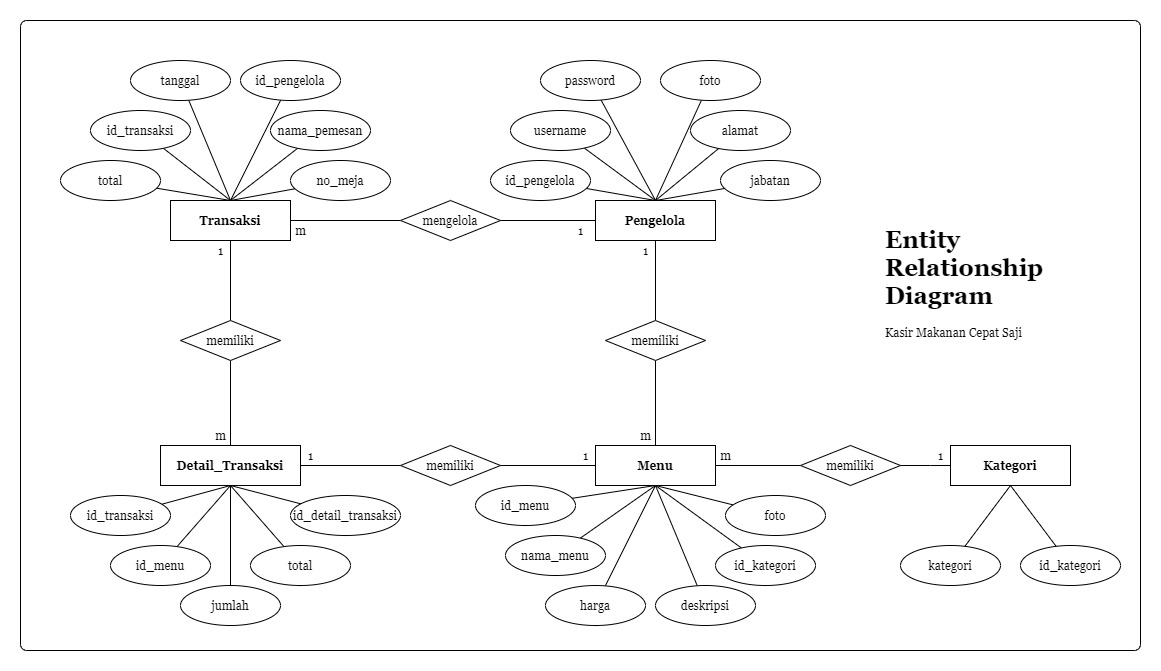 tanggal
id_pengelola
id_transaksi
nama_pemesan
total
no_meja
Transaksi
password
foto
username
alamat
id_pengelola
jabatan
mengelola
m
1
Pengelola
Entity
Relationship
Diagram
Kasir Makanan Cepat Saji
1
memiliki
m
1
memiliki
m
Detail_Transaksi
1
memiliki
1
Menu
m
memiliki
1
Kategori
id_transaksi
id_detail_transaksi
id_menu
total
jumlah
id_menu
foto
nama_menu
id_kategori
harga
deskripsi
kategori
id_kategori